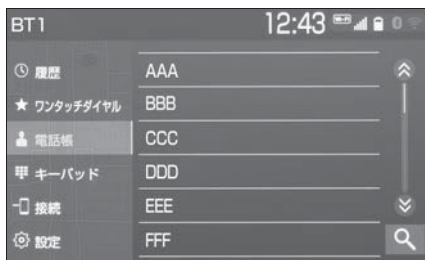 BT1 12:43
履歴 AAA
ワンタッチダイヤル BBB
電話帳 CCC
キーパッド DDD
接続 EEE
設定 FFF